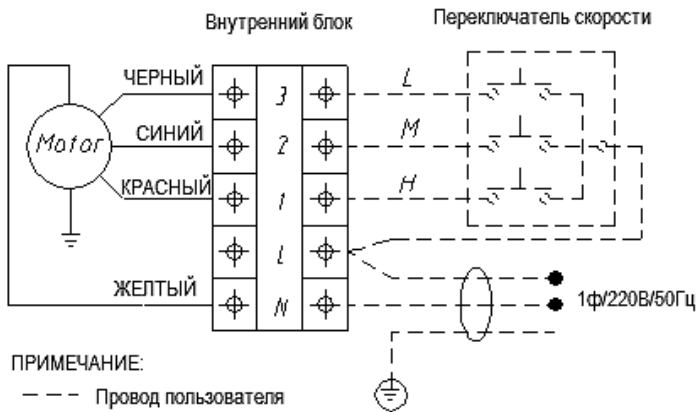 Внутренний блок
Переключатель скорости
ЧЕРНЫЙ
3
L
СИНИЙ
2
M
Motor
КРАСНЫЙ
1
H
L
ЖЕЛТЫЙ
N
1ф/220В/50Гц
ПРИМЕЧАНИЕ:
Провод пользователя